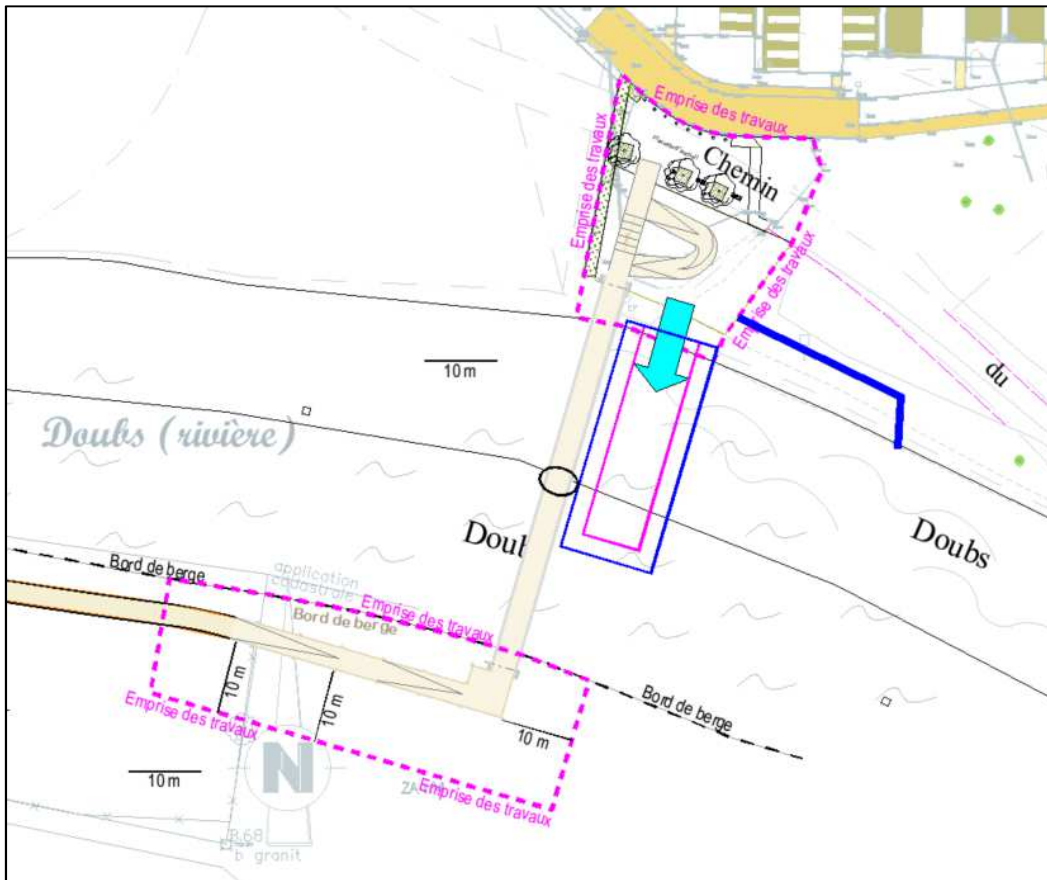 Emprise des travaux
Emprise des travaux
Chemin
Emprise des travaux
du
10 m
Doubs (rivière)
Doubs
Doub
Bord de berge
application
cadastrale
Emprise des travaux
Bord de berge
10 m
10 m
Bord de berge
Emprise des travaux
10 m
10 m
N
Emprise des travaux
R.68
b granit